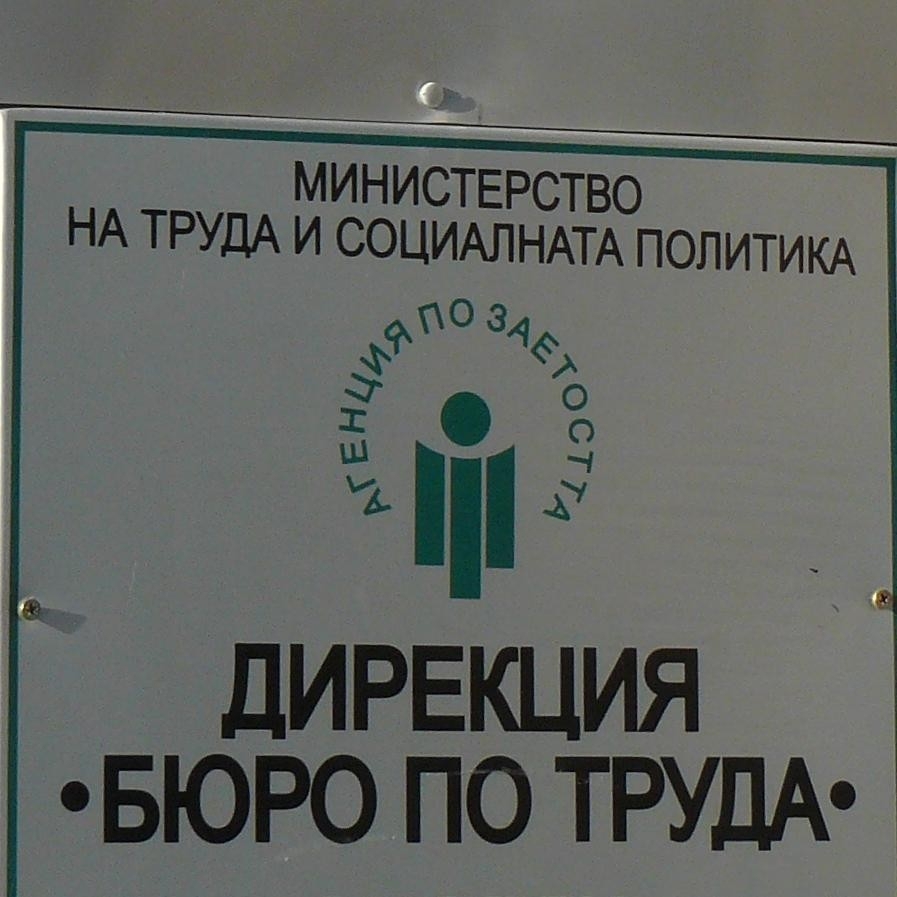 МИНИСТЕРСТВО
НА ТРУДА И СОЦИАЛНАТА ПОЛИТИКА
АГЕНЦИЯ ПО ЗАЕТОСТТА
ДИРЕКЦИЯ
•БЮРО ПО ТРУДА•